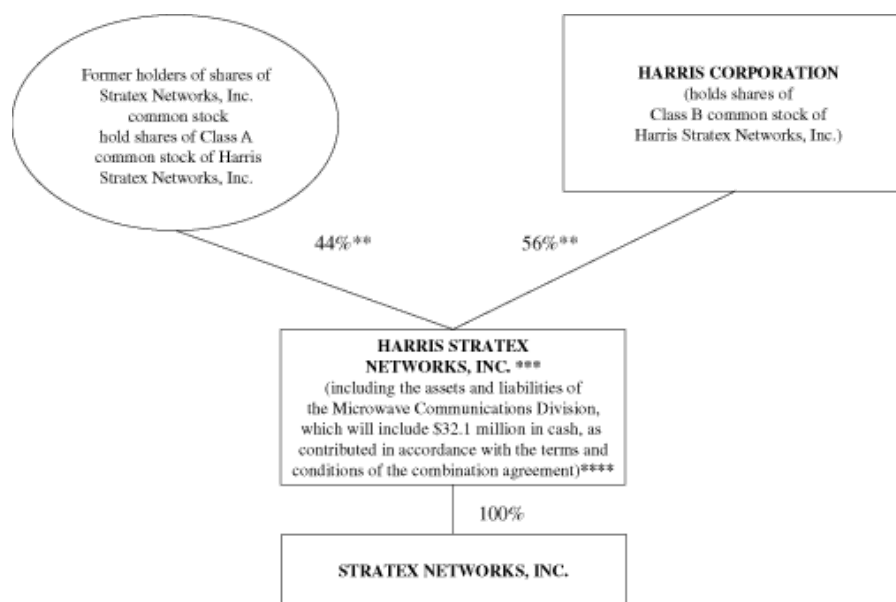 Former holders of shares of
Stratex Networks, Inc.
common stock
hold shares of Class A
common stock of Harris
Stratex Networks, Inc.
HARRIS CORPORATION
(holds shares of
Class B common stock of
Harris Stratex Networks, Inc.)
44%**
56%**
HARRIS STRATEX
NETWORKS, INC. ***
(including the assets and liabilities of
the Microwave Communications Division,
which will include $32.1 million in cash, as
contributed in accordance with the terms and
conditions of the combination agreement)****
100%
STRATEX NETWORKS, INC.